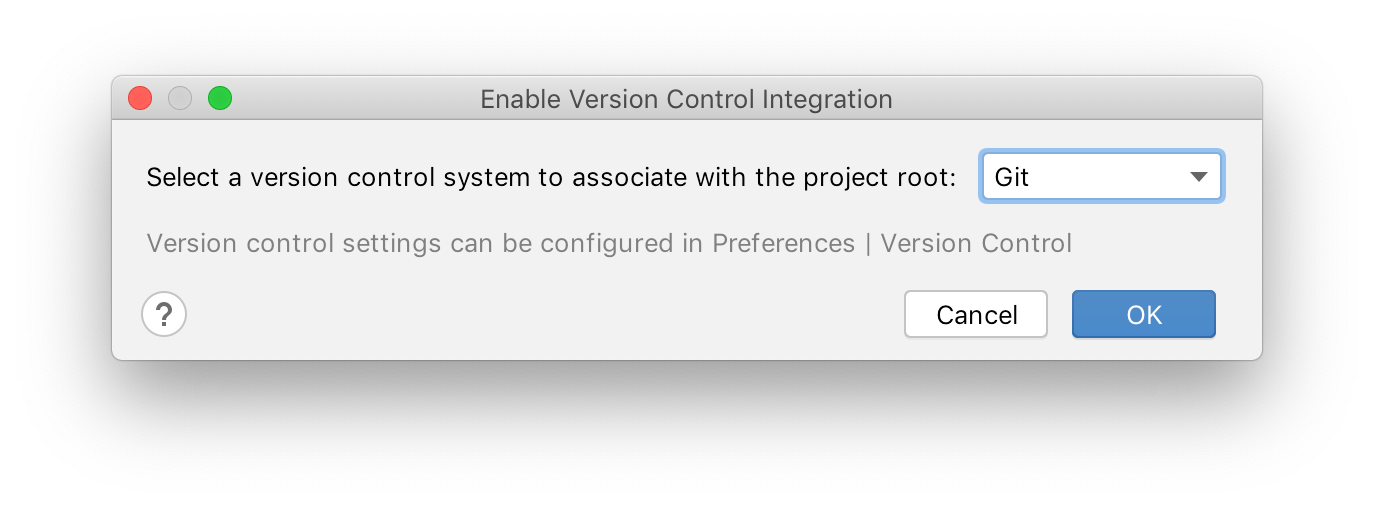 Enable Version Control Integration
Select a version control system to associate with the project root: Git
Version control settings can be configured in Preferences | Version Control
? Cancel OK